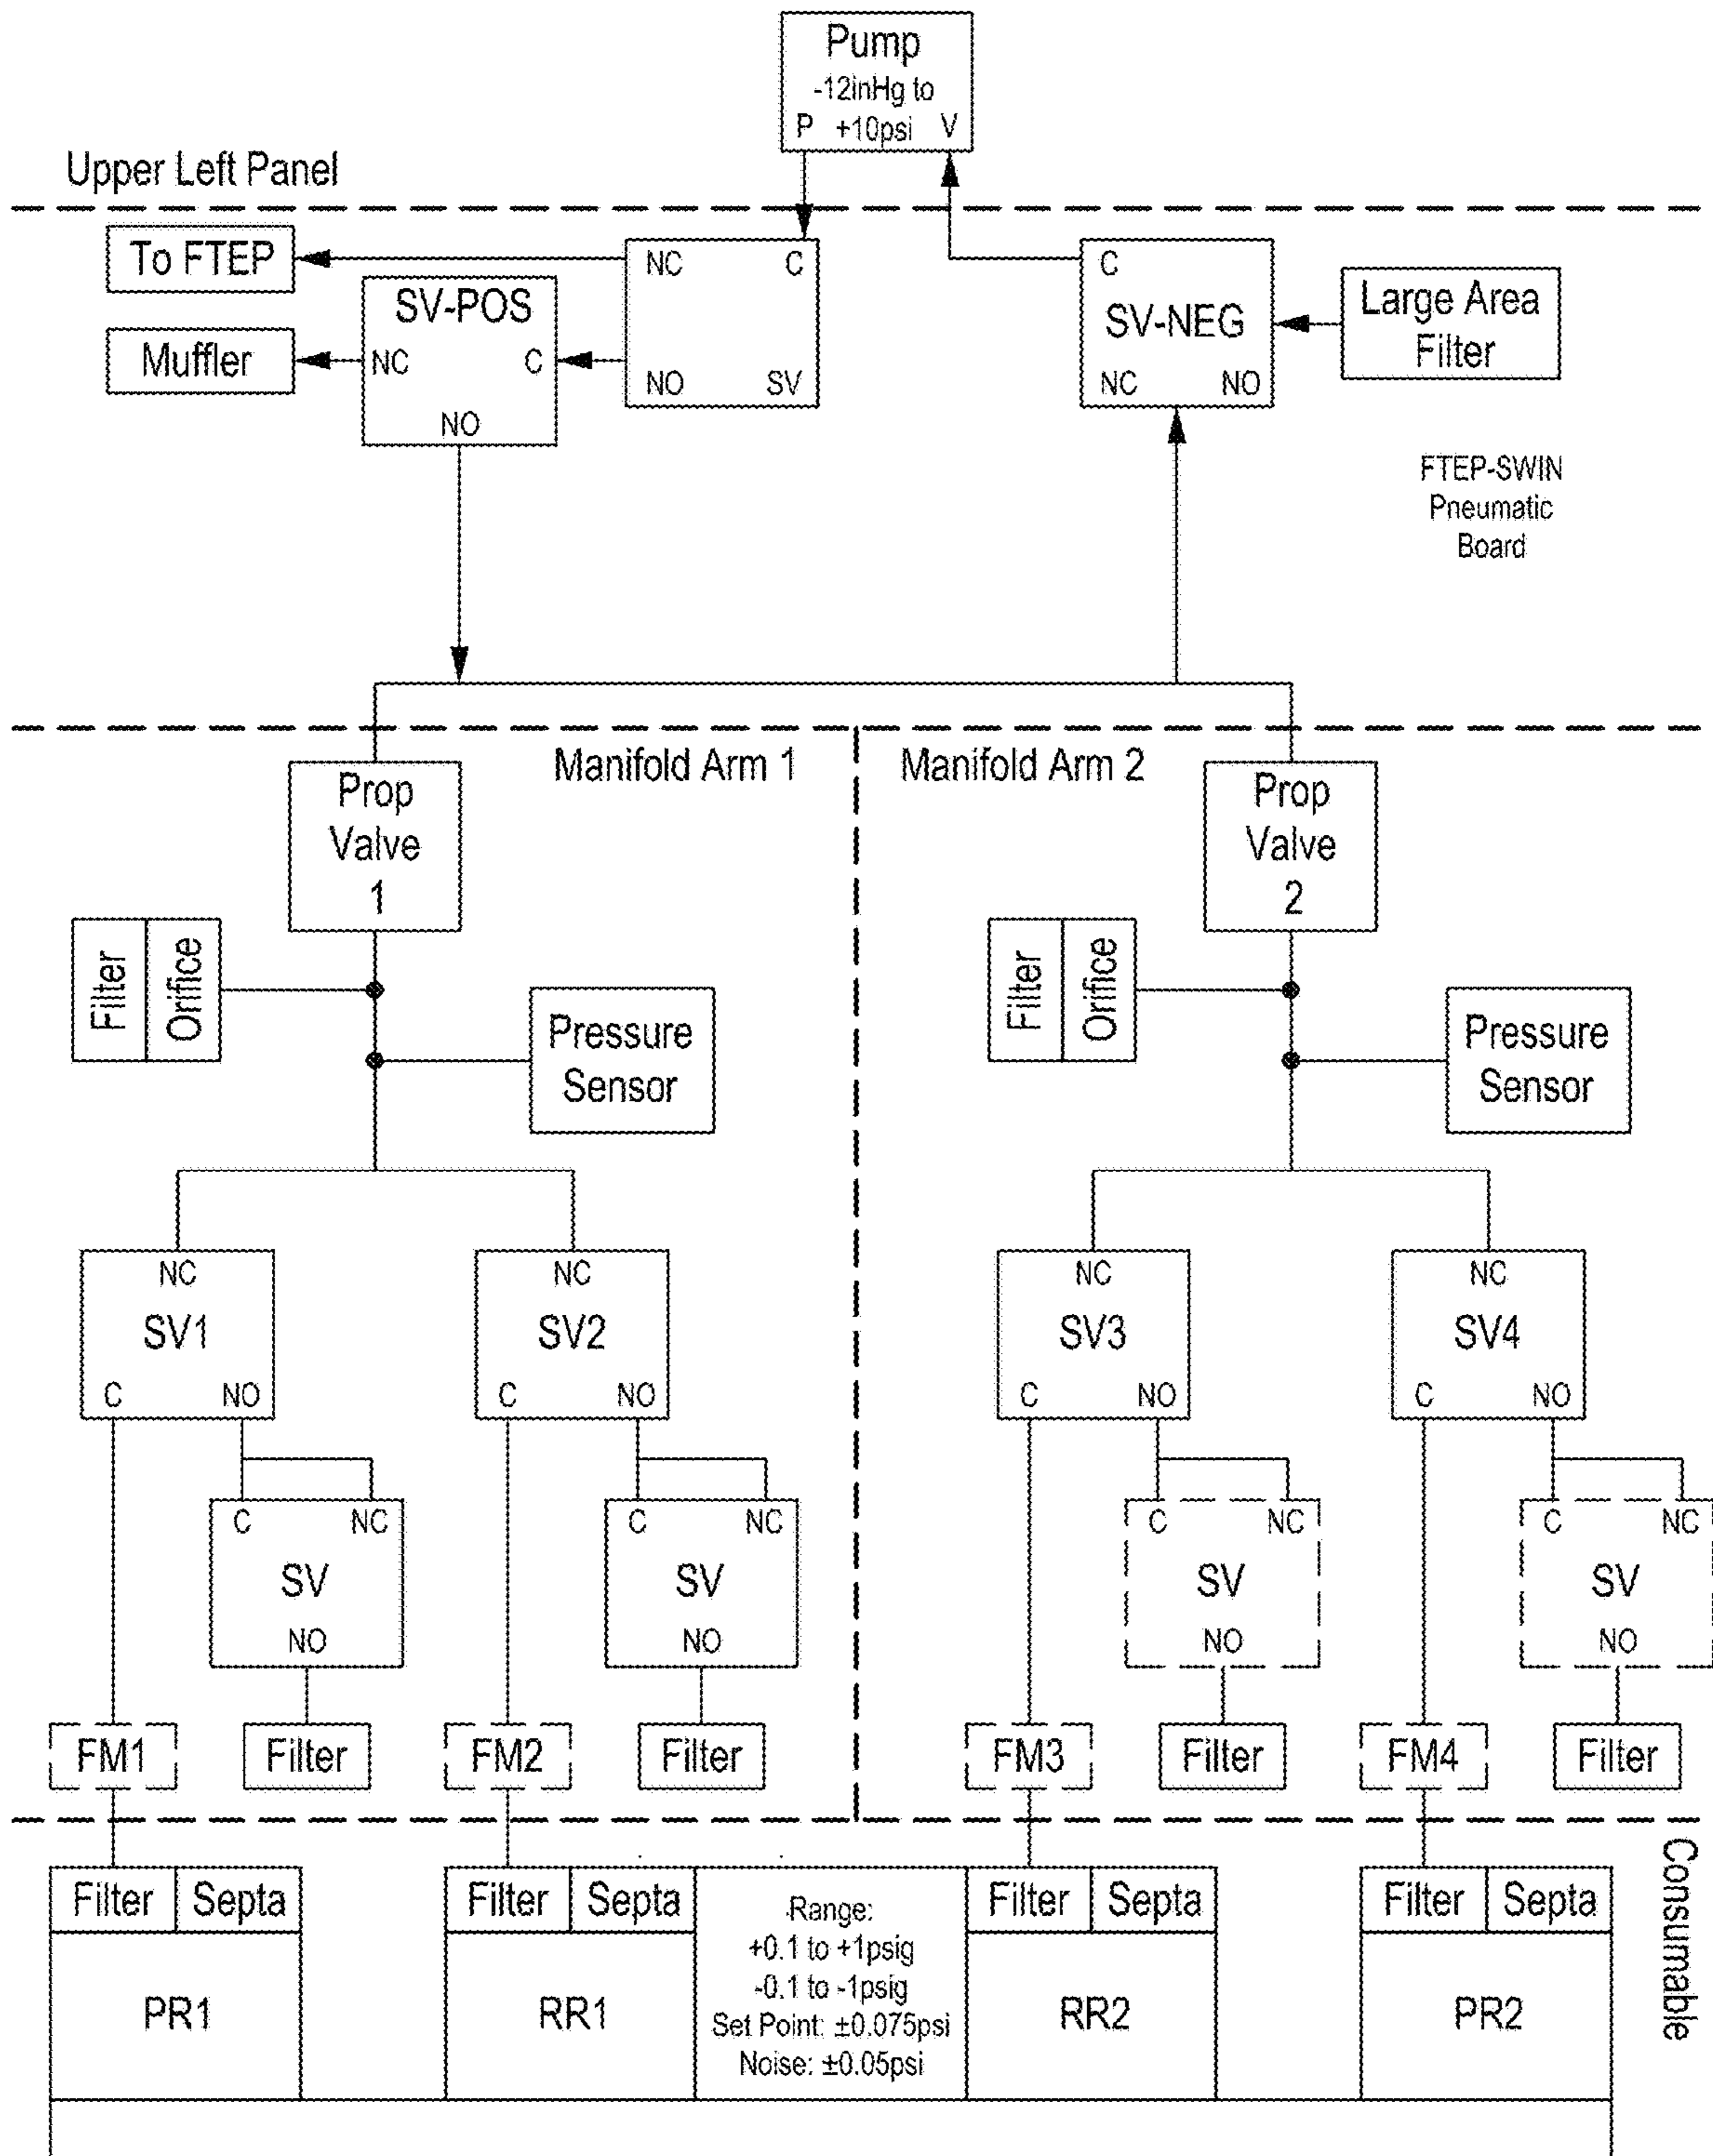 Pump
-12inHg to
P +10psi V
Upper Left Panel
To FTEP
NC C
SV-POS
C
Large Area
Filter
SV-NEG
Muffler
NC C
NO SV
NC NO
NO
FTEP-SWIN
Pneumatic
Board
Manifold Arm 1
Manifold Arm 2
Prop
Valve
1
Prop
Valve
2
Filter
Orifice
Pressure
Sensor
Filter
Orifice
Pressure
Sensor
NC
SV1
C NO
NC
SV2
C NO
NC
SV3
C NO
NC
SV4
C NO
C NC
SV
NO
C NC
SV
NO
C NC
SV
NO
C NC
SV
NO
FM1
Filter
FM2
Filter
FM3
Filter
FM4
Filter
Consumable
Filter Septa
PR1
Filter Septa
RR1
Range:
+0.1 to +1psig
-0.1 to -1psig
Set Point: ±0.075psi
Noise: ±0.05psi
Filter Septa
RR2
Filter Septa
PR2